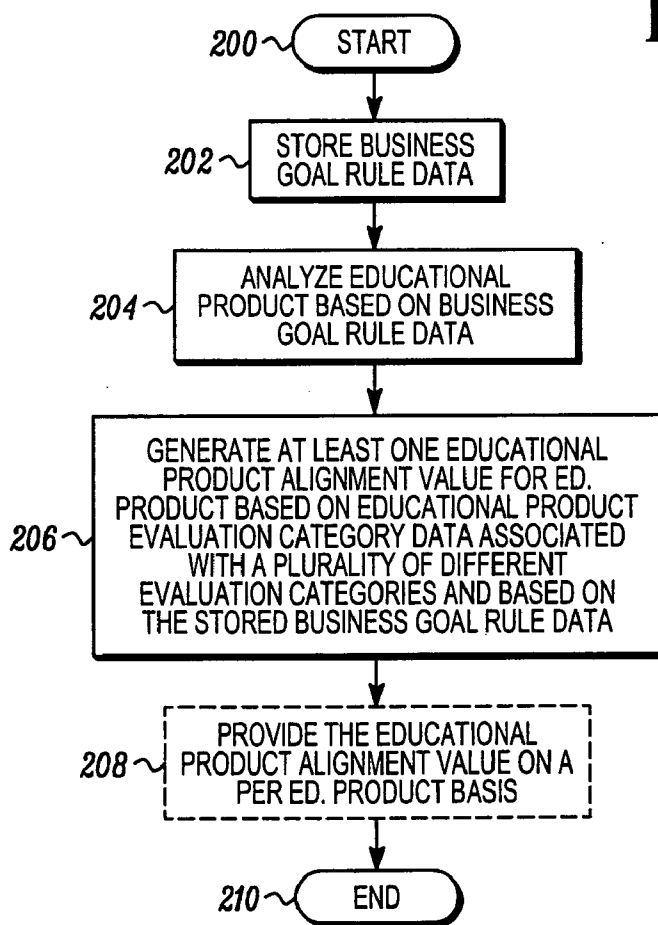 200
START
202
STORE BUSINESS
GOAL RULE DATA
204
ANALYZE EDUCATIONAL
PRODUCT BASED ON BUSINESS
GOAL RULE DATA
206
GENERATE AT LEAST ONE EDUCATIONAL
PRODUCT ALIGNMENT VALUE FOR ED.
PRODUCT BASED ON EDUCATIONAL PRODUCT
EVALUATION CATEGORY DATA ASSOCIATED
WITH A PLURALITY OF DIFFERENT
EVALUATION CATEGORIES AND BASED ON
THE STORED BUSINESS GOAL RULE DATA
208
PROVIDE THE EDUCATIONAL
PRODUCT ALIGNMENT VALUE ON A
PER ED. PRODUCT BASIS
210
END